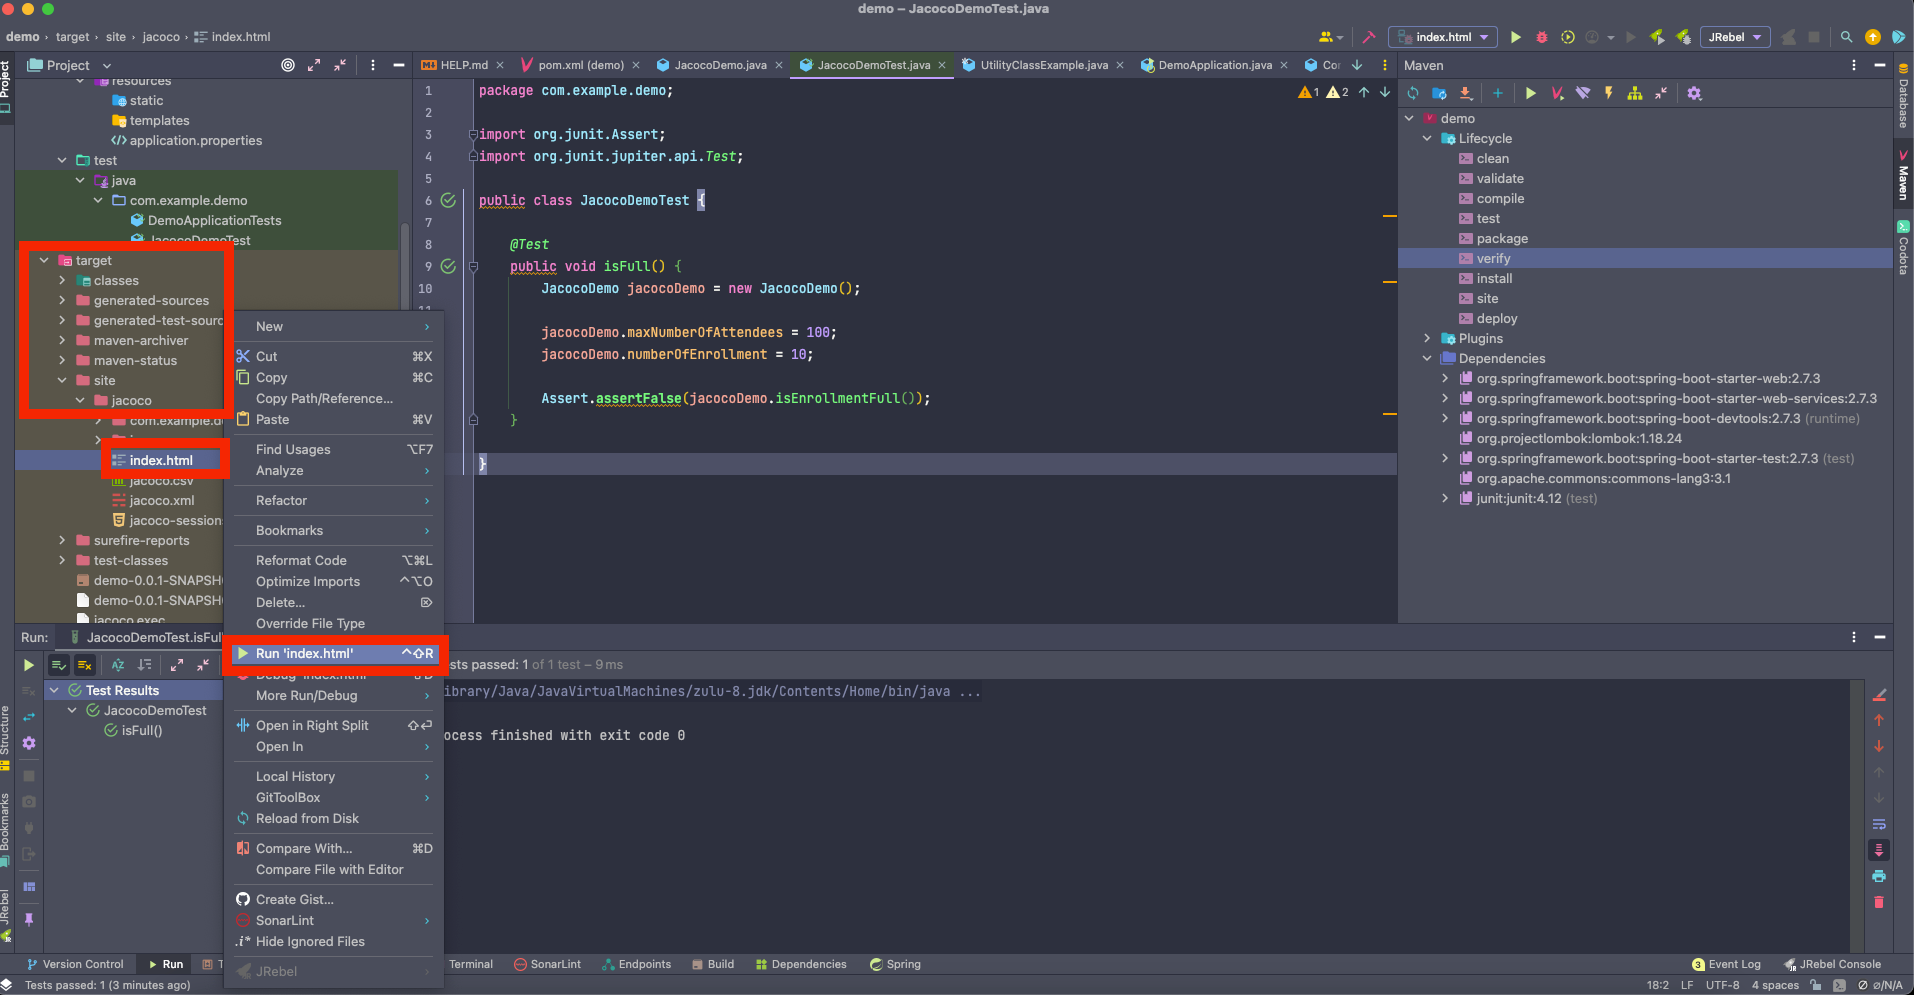 demo – JacocoDemoTest.java
demo › target › site › jacoco › index.html
index.html
JRebel
Project
HELP.md
pom.xml (demo)
JacocoDemo.java
JacocoDemoTest.java
UtilityClassExample.java
DemoApplication.java
Co
Maven
Project
resources
static
templates
application.properties
test
java
com.example.demo
DemoApplicationTests
JacocoDemoTest
target
classes
generated-sources
generated-test-sourc
maven-archiver
maven-status
site
jacoco
com.example.d
index.html
jacoco.csv
jacoco.xml
jacoco-session
surefire-reports
test-classes
demo-0.0.1-SNAPSH
demo-0.0.1-SNAPSH
jacoco.exec
1 package com.example.demo;
2
3 import org.junit.Assert;
4 import org.junit.jupiter.api.Test;
5
6 public class JacocoDemoTest {
7
8 @Test
9 public void isFull() {
10 JacocoDemo jacocoDemo = new JacocoDemo();
11
jacocoDemo.maxNumberOfAttendees = 100;
jacocoDemo.numberOfEnrollment = 10;
Assert.assertFalse(jacocoDemo.isEnrollmentFull());
}
}
1 2
New
Cut ⌘X
Copy ⌘C
Copy Path/Reference...
Paste ⌘V
Find Usages ⌥F7
Analyze
Refactor
Bookmarks
Reformat Code ⌥⌘L
Optimize Imports ^⌥O
Delete... ⌦
Override File Type
Run 'index.html' ^⇧R
Debug 'index.html' ⇧D
More Run/Debug
Open in Right Split ⇧⏎
Open In
Local History
GitToolBox
Reload from Disk
Compare With... ⌘D
Compare File with Editor
Create Gist...
SonarLint
.i* Hide Ignored Files
JRebel
demo
Lifecycle
clean
validate
compile
test
package
verify
install
site
deploy
Plugins
Dependencies
org.springframework.boot:spring-boot-starter-web:2.7.3
org.springframework.boot:spring-boot-starter-web-services:2.7.3
org.springframework.boot:spring-boot-devtools:2.7.3 (runtime)
org.projectlombok:lombok:1.18.24
org.springframework.boot:spring-boot-starter-test:2.7.3 (test)
org.apache.commons:commons-lang3:3.1
junit:junit:4.12 (test)
Database
Maven
Codota
Run: JacocoDemoTest.isFul
sts passed: 1 of 1 test – 9 ms
Test Results
JacocoDemoTest
isFull()
ibrary/Java/JavaVirtualMachines/zulu-8.jdk/Contents/Home/bin/java ...
ocess finished with exit code 0
Structure
Bookmarks
JRebel
Version Control
Run
T
Terminal
SonarLint
Endpoints
Build
Dependencies
Spring
3 Event Log
JRebel Console
Tests passed: 1 (3 minutes ago)
18:2 LF UTF-8 4 spaces ⌀/N/A